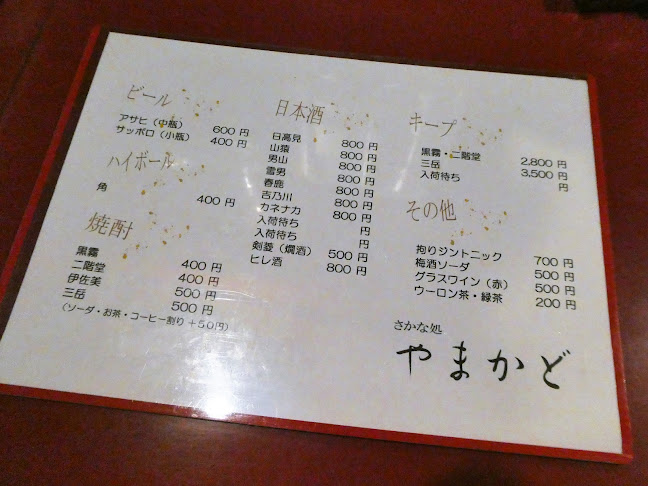 ビール
アサヒ（中瓶） 600 円
サッポロ（小瓶） 400 円
ハイボール
角 400 円
焼酎
黒霧 400 円
二階堂 400 円
伊佐美 500 円
三岳 500 円
（ソーダ・お茶・コーヒー割り +50円）
日本酒
日高見 800 円
山猿 800 円
男山 800 円
雪男 800 円
春鹿 800 円
吉乃川 800 円
カネナカ 800 円
入荷待ち 円
入荷待ち 円
剣菱（燗酒） 500 円
ヒレ酒 800 円
キープ
黒霧・二階堂 2,800 円
三岳 3,500 円
入荷待ち 円
その他
拘りジントニック 700 円
梅酒ソーダ 500 円
グラスワイン（赤） 500 円
ウーロン茶・緑茶 200 円
さかな処
やまかど